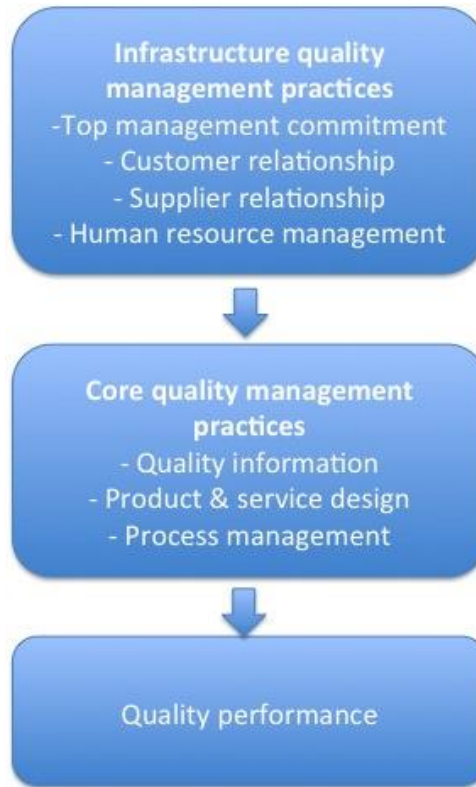 Infrastructure quality
management practices
-Top management commitment
- Customer relationship
- Supplier relationship
- Human resource management
Core quality management
practices
- Quality information
- Product & service design
- Process management
Quality performance